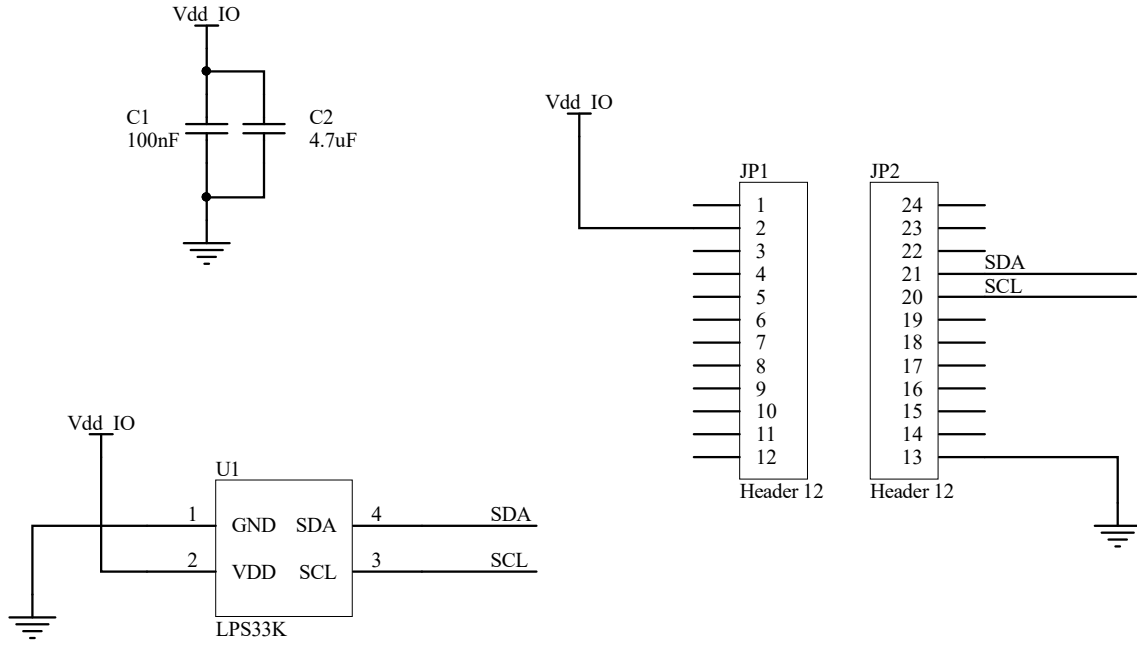 Vdd_IO
C1
100nF
C2
4.7uF
Vdd_IO
JP1
1
2
3
4
5
6
7
8
9
10
11
12
Header 12
JP2
24
23
22
21
20
19
18
17
16
15
14
13
Header 12
SDA
SCL
Vdd_IO
U1
1 GND SDA 4 SDA
2 VDD SCL 3 SCL
LPS33K